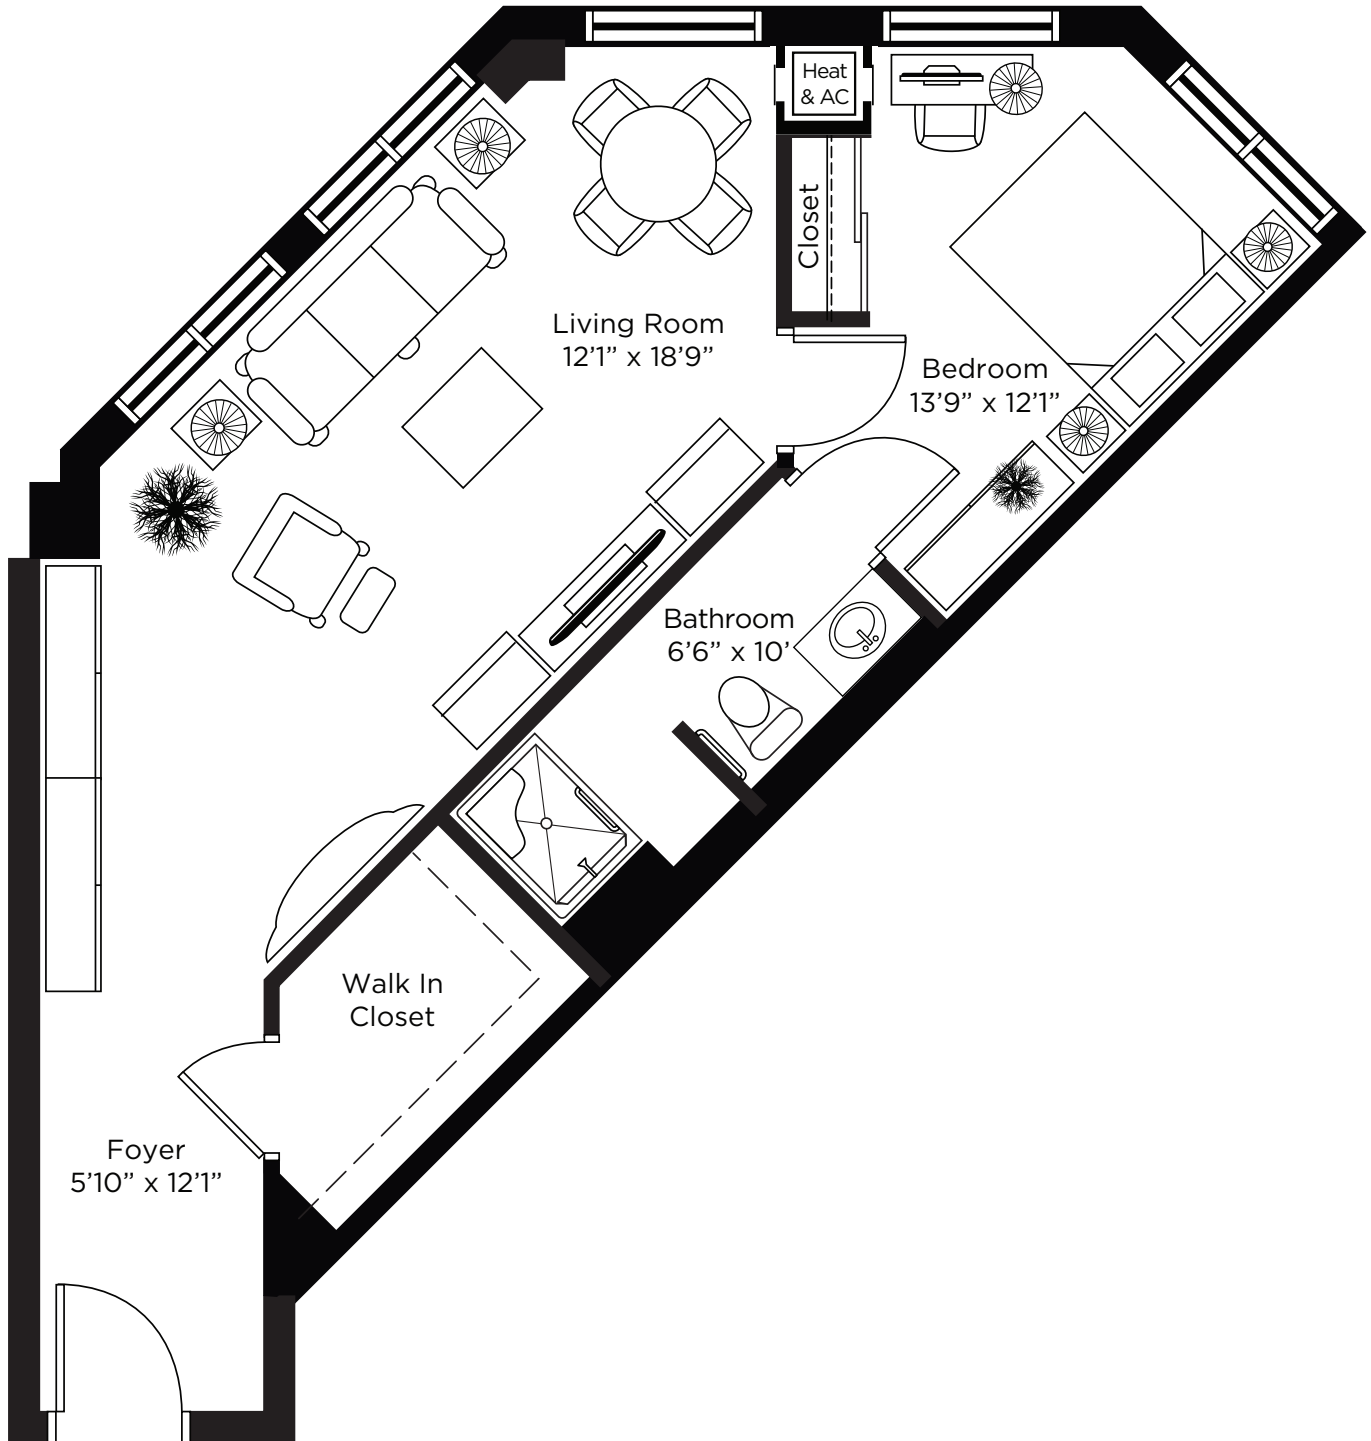 Heat
& AC
Closet
Living Room
12’1” x 18’9”
Bedroom
13’9” x 12’1”
Bathroom
6’6” x 10’
Walk In
Closet
Foyer
5’10” x 12’1”